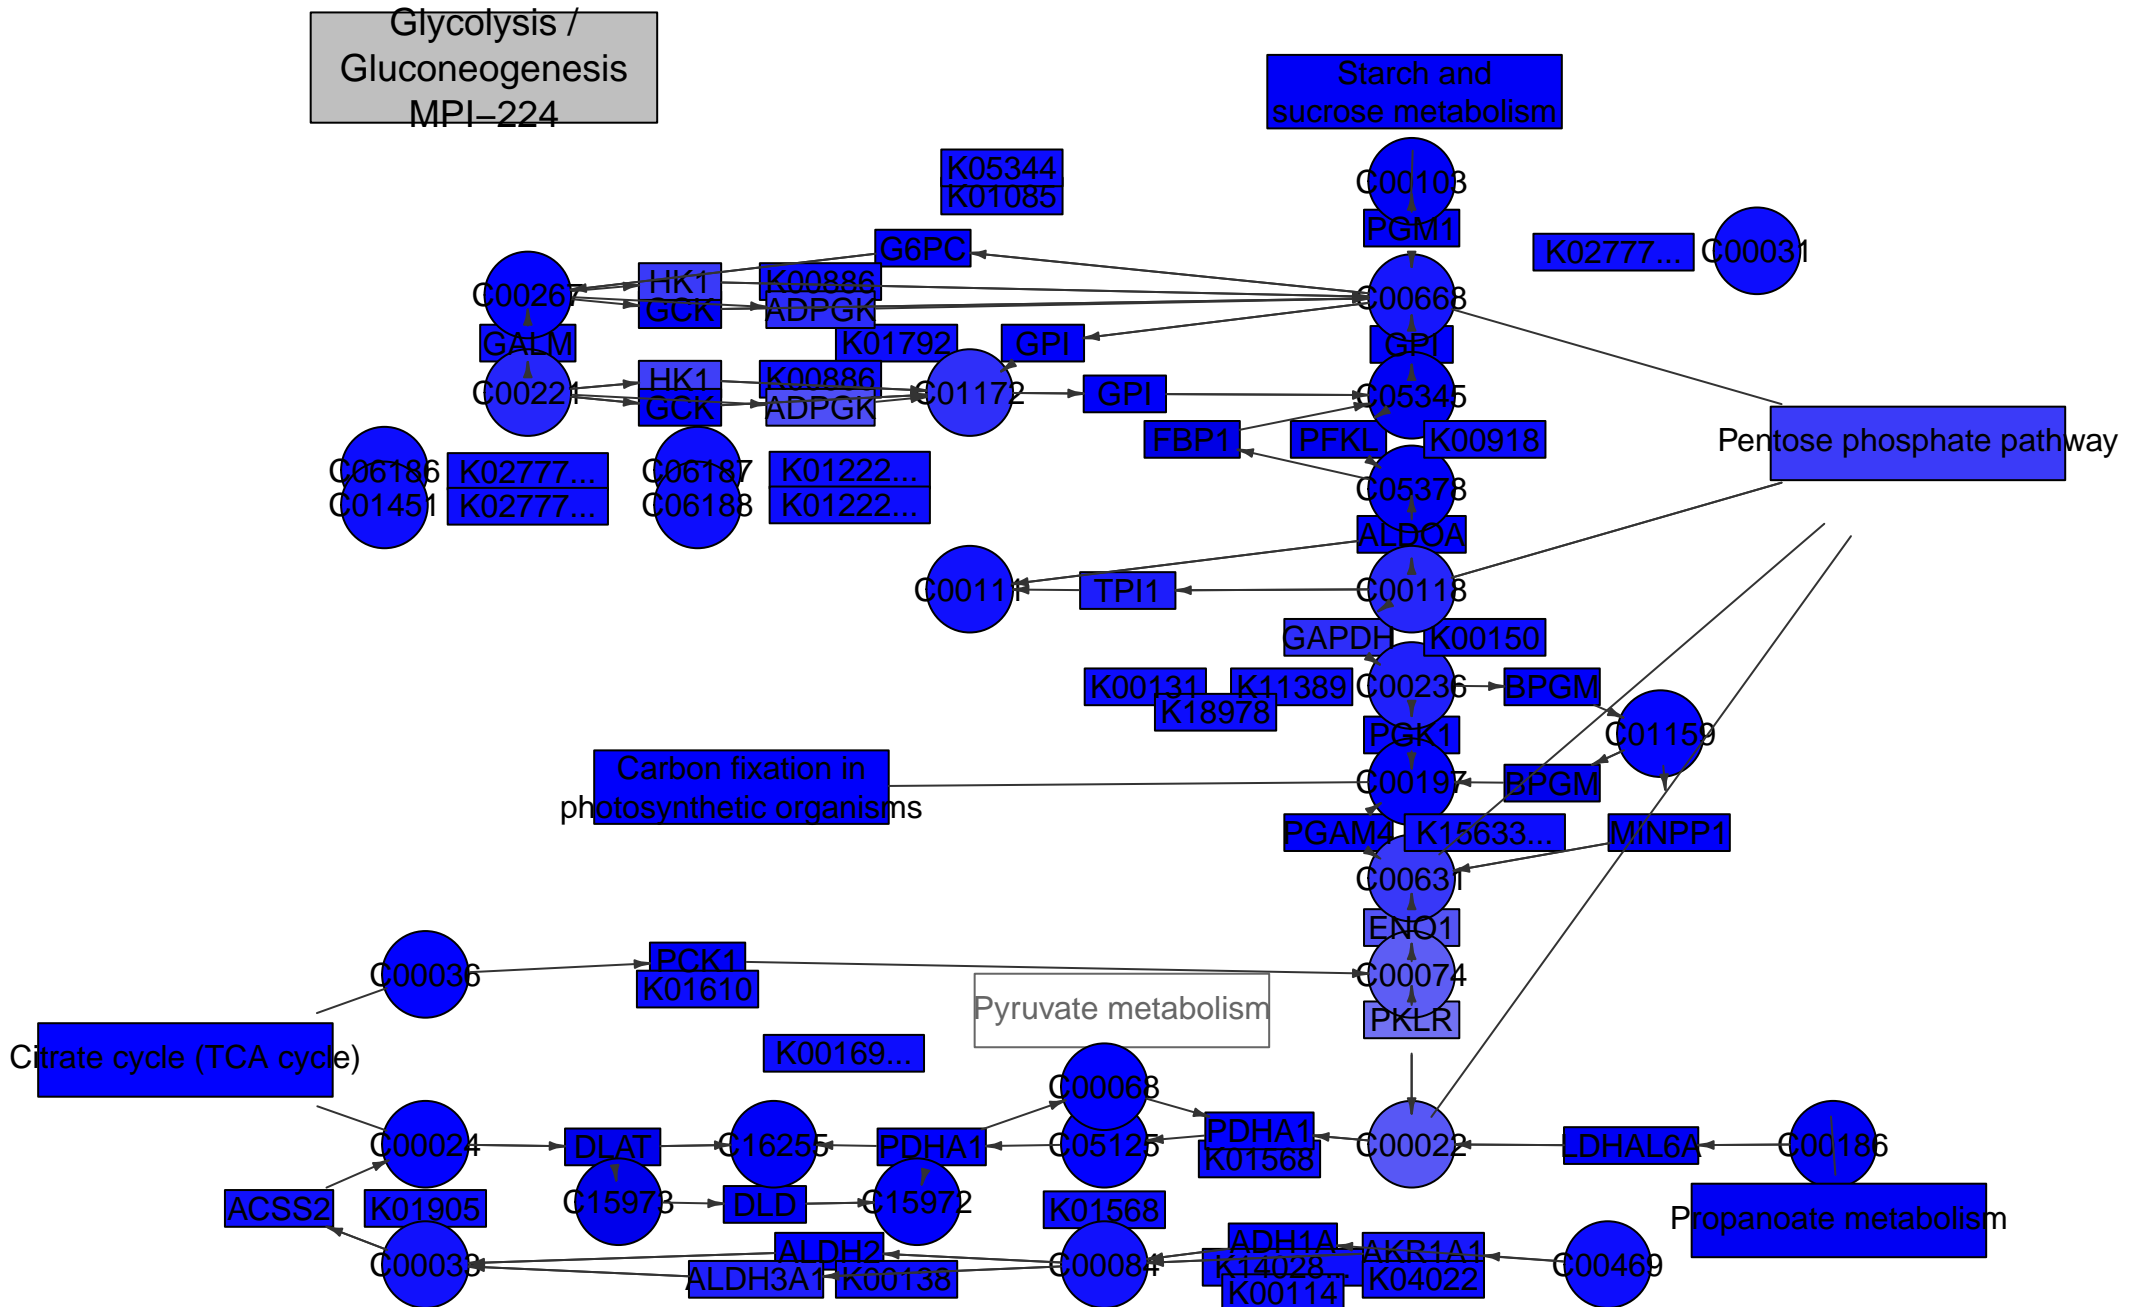 Glycolysis /
Gluconeogenesis
MPI−224
Starch and
sucrose metabolism
K05344
K01085
C00103
PGM1
G6PC
K02777...
C00031
C00267
HK1
K00886
GCK
ADPGK
C00668
GALM
K01792
GPI
GPI
C00221
HK1
K00886
GCK
ADPGK
C01172
GPI
C05345
FBP1
PFKL
K00918
Pentose phosphate pathway
C06186
K02777...
C06187
K01222...
C01451
K02777...
C06188
K01222...
C05378
ALDOA
C00111
TPI1
C00118
GAPDH
K00150
K00131
K11389
K18978
C00236
BPGM
PGK1
C01159
Carbon fixation in
photosynthetic organisms
C00197
BPGM
PGAM4
K15633...
MINPP1
C00631
ENO1
C00036
PCK1
K01610
C00074
Pyruvate metabolism
PKLR
Citrate cycle (TCA cycle)
K00169...
C00068
C00024
DLAT
C16255
PDHA1
C05125
PDHA1
K01568
C00022
LDHAL6A
C00186
ACSS2
K01905
C15973
DLD
C15972
K01568
Propanoate metabolism
C00033
ALDH2
ALDH3A1
K00138
C00084
ADH1A
K14028...
K00114
AKR1A1
K04022
C00469